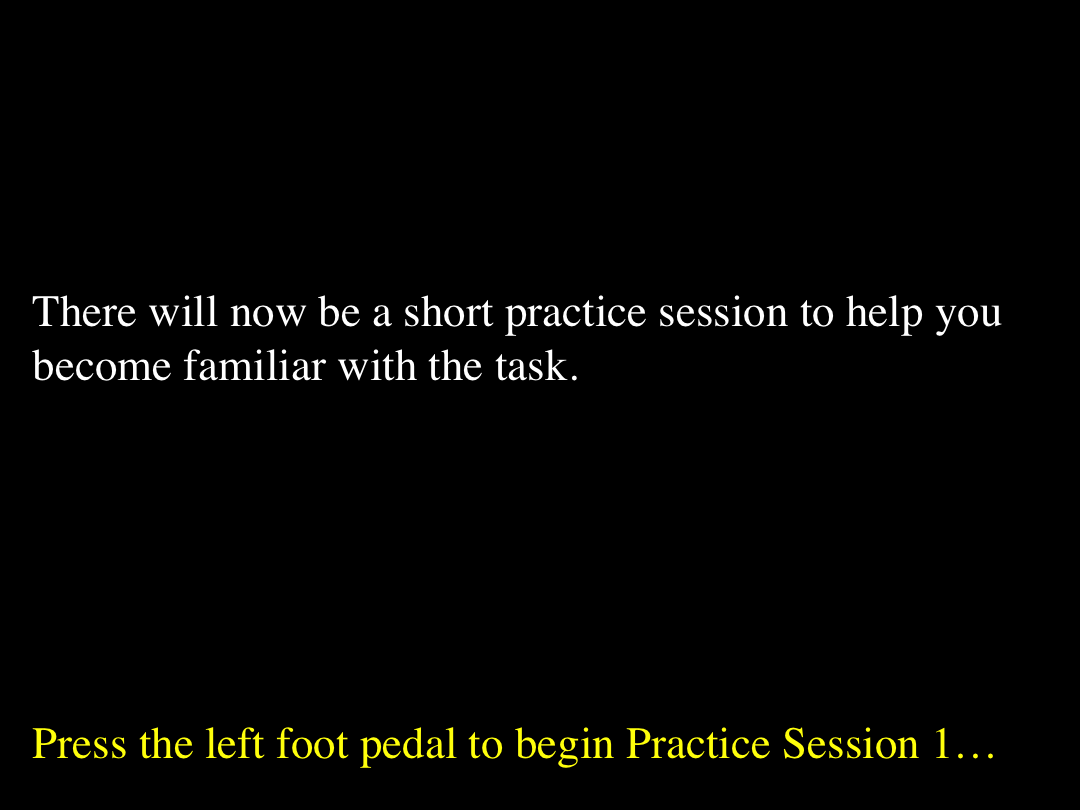 There will now be a short practice session to help you
become familiar with the task.
Press the left foot pedal to begin Practice Session 1…